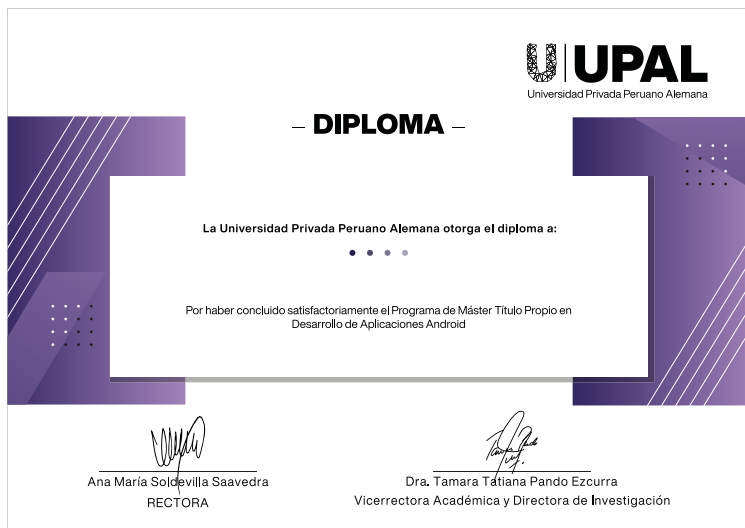 UPAL
Universidad Privada Peruano Alemana
– DIPLOMA –
La Universidad Privada Peruano Alemana otorga el diploma a:
Por haber concluido satisfactoriamente el Programa de Máster Título Propio en
Desarrollo de Aplicaciones Android
Ana María Soldevilla Saavedra
RECTORA
Dra. Tamara Tatiana Pando Ezcurra
Vicerrectora Académica y Directora de Investigación